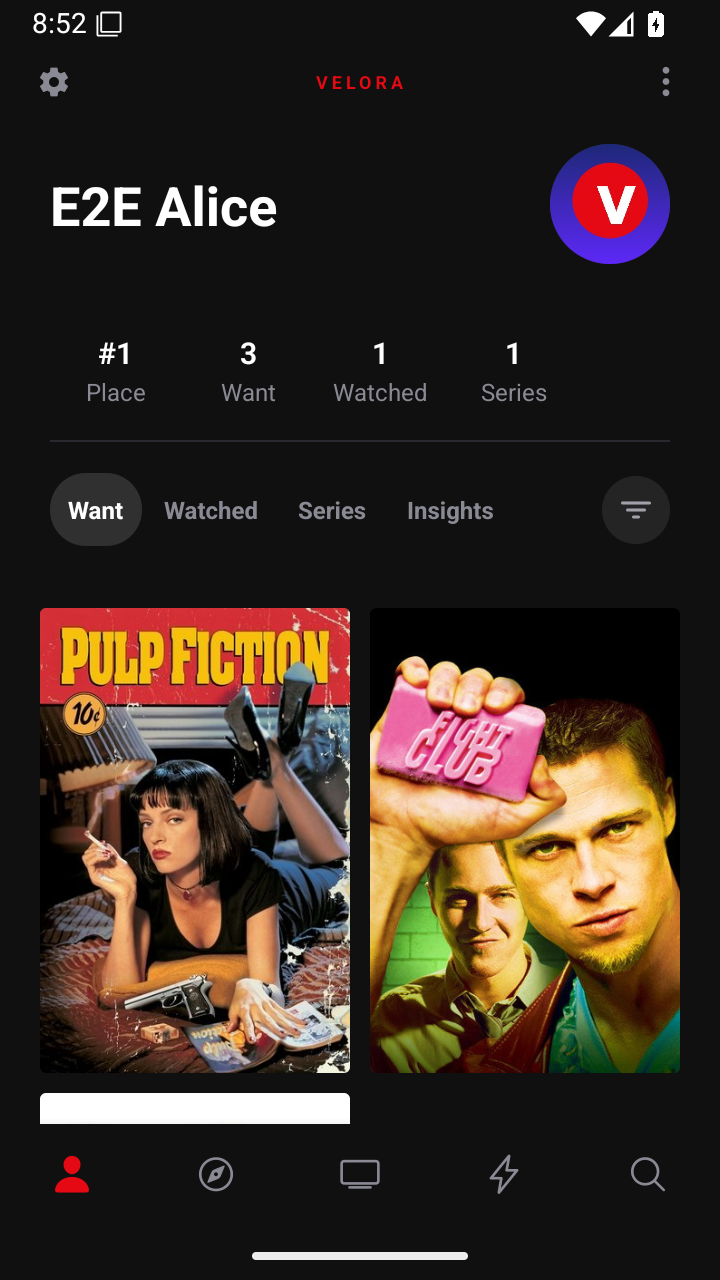 8:52
VELORA
E2E Alice
V
#1 3 1 1
Place Want Watched Series
Want Watched Series Insights
PULP FICTION
10¢
FIGHT
CLUB